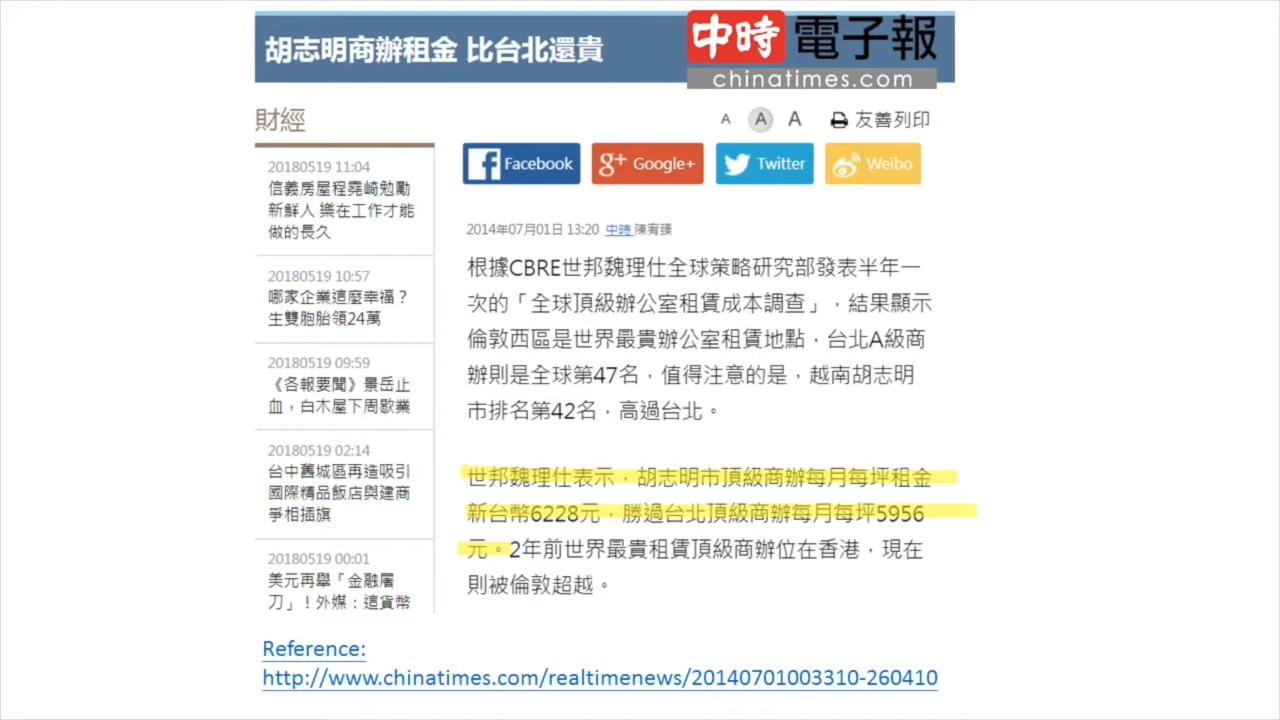 胡志明商辦租金 比台北還貴
中時 電子報
chinatimes.com
財經
A A A 友善列印
Facebook Google+ Twitter Weibo
20180519 11:04
信義房屋程堯崎勉勵
新鮮人 樂在工作才能
做的長久
20180519 10:57
哪家企業這麼幸福？
生雙胞胎領24萬
20180519 09:59
《各報要聞》景岳止
血，白木屋下周歇業
20180519 02:14
台中舊城區再造吸引
國際精品飯店與建商
爭相插旗
20180519 00:01
美元再舉「金融屠
刀」！外媒：這貨幣
2014年07月01日 13:20 中時 陳宥臻
根據CBRE世邦魏理仕全球策略研究部發表半年一
次的「全球頂級辦公室租賃成本調查」，結果顯示
倫敦西區是世界最貴辦公室租賃地點，台北A級商
辦則是全球第47名，值得注意的是，越南胡志明
市排名第42名，高過台北。
世邦魏理仕表示，胡志明市頂級商辦每月每坪租金
新台幣6228元，勝過台北頂級商辦每月每坪5956
元。2年前世界最貴租賃頂級商辦位在香港，現在
則被倫敦超越。
Reference:
http://www.chinatimes.com/realtimenews/20140701003310-260410